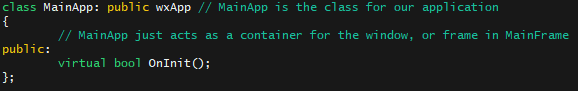 class MainApp: public wxApp // MainApp is the class for our application
{
// MainApp just acts as a container for the window, or frame in MainFrame
public:
virtual bool OnInit();
};